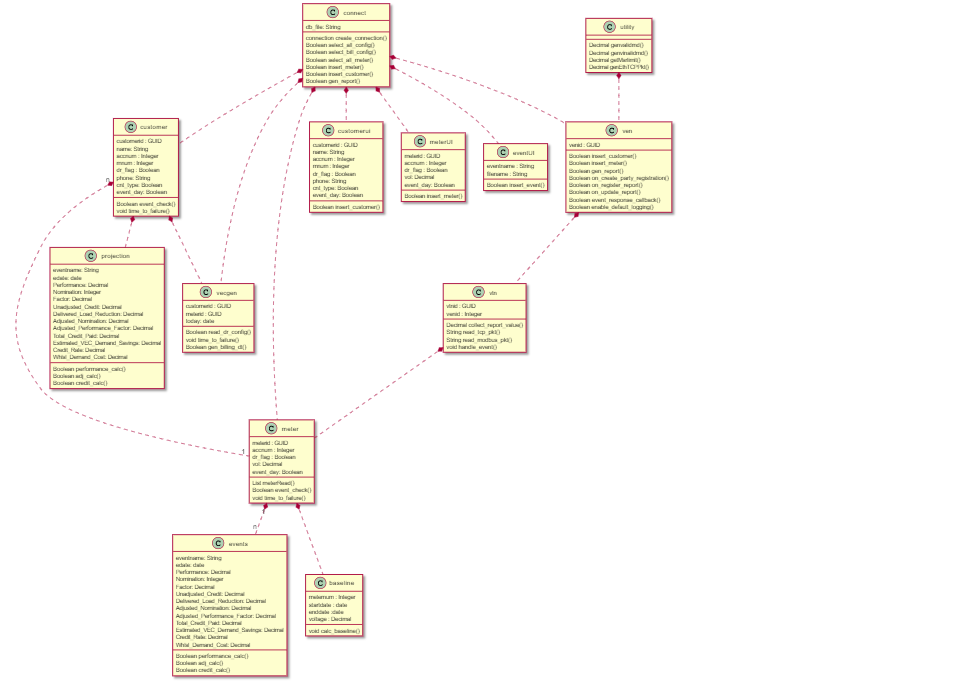 C connect
db_file: String
connection create_connection()
Boolean select_all_config()
Boolean select_bill_config()
Boolean select_all_meter()
Boolean insert_meter()
Boolean insert_customer()
Boolean gen_report()
C utility
Decimal genvalidmd()
Decimal genvinalidmd()
Decimal getMarlimit()
C customer
customerid : GUID
name: String
accnum : Integer
mnum : Integer
dr_flag : Boolean
phone: String
cnl_type: Boolean
event_day: Boolean
Boolean event_check()
void time_to_failure()
C customerui
customerid : GUID
name: String
accnum : Integer
mnum : Integer
dr_flag : Boolean
phone : String
cnl_type: Boolean
event_day: Boolean
Boolean insert_customer()
C meterUI
meterid : GUID
accnum : Integer
dr_flag : Boolean
vol: Decimal
event_day: Boolean
Boolean insert_meter()
C eventUI
eventname : String
filename : String
Boolean insert_event()
C ven
venid : GUID
Boolean insert_customer()
Boolean insert_meter()
Boolean gen_report()
Boolean on_create_party_registration()
Boolean on_register_report()
Boolean on_update_report()
Boolean event_response_callback()
Boolean enable_default_logging()
n
C projection
eventname: String
edate: date
Performance: Decimal
Nomination: Integer
Factor: Decimal
Unadjusted_Credit: Decimal
Delivered_Load_Reduction: Decimal
Adjusted_Nomination: Decimal
Adjusted_Performance_Factor: Decimal
Total_Credit_Paid: Decimal
Estimated_VEC_Demand_Savings: Decimal
Credit_Rate: Decimal
Whlsl_Demand_Cost: Decimal
Boolean performance_calc()
Boolean adj_calc()
Boolean credit_calc()
C vecgen
customerid : GUID
meterid : GUID
today: date
Boolean read_dr_config()
void time_to_failure()
Boolean gen_billing_dt()
C vtn
vtnid : GUID
venid : Integer
Decimal collect_report_value()
String read_tcp_pkt()
String read_modbus_pkt()
void handle_event()
C meter
meterid : GUID
accnum : Integer
dr_flag : Boolean
vol: Decimal
event_day: Boolean
List meterRead()
Boolean event_check()
void time_to_failure()
1
n
C events
eventname: String
edate: date
Performance: Decimal
Nomination: Integer
Factor: Decimal
Unadjusted_Credit: Decimal
Delivered_Load_Reduction: Decimal
Adjusted_Nomination: Decimal
Adjusted_Performance_Factor: Decimal
Total_Credit_Paid: Decimal
Estimated_VEC_Demand_Savings: Decimal
Credit_Rate: Decimal
Whlsl_Demand_Cost: Decimal
Boolean performance_calc()
Boolean adj_calc()
Boolean credit_calc()
C baseline
meternum : Integer
startdate : date
enddate :date
voltage : Decimal
void calc_baseline()